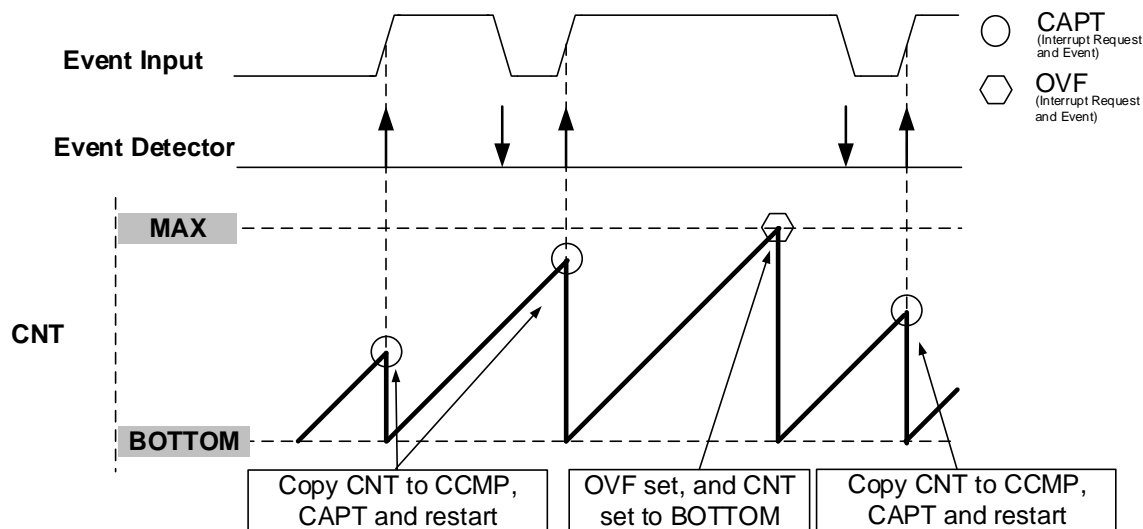 Event Input
CAPT
(Interrupt Request
and Event)
OVF
(Interrupt Request
and Event)
Event Detector
MAX
CNT
BOTTOM
Copy CNT to CCMP,
CAPT and restart
OVF set, and CNT
set to BOTTOM
Copy CNT to CCMP,
CAPT and restart